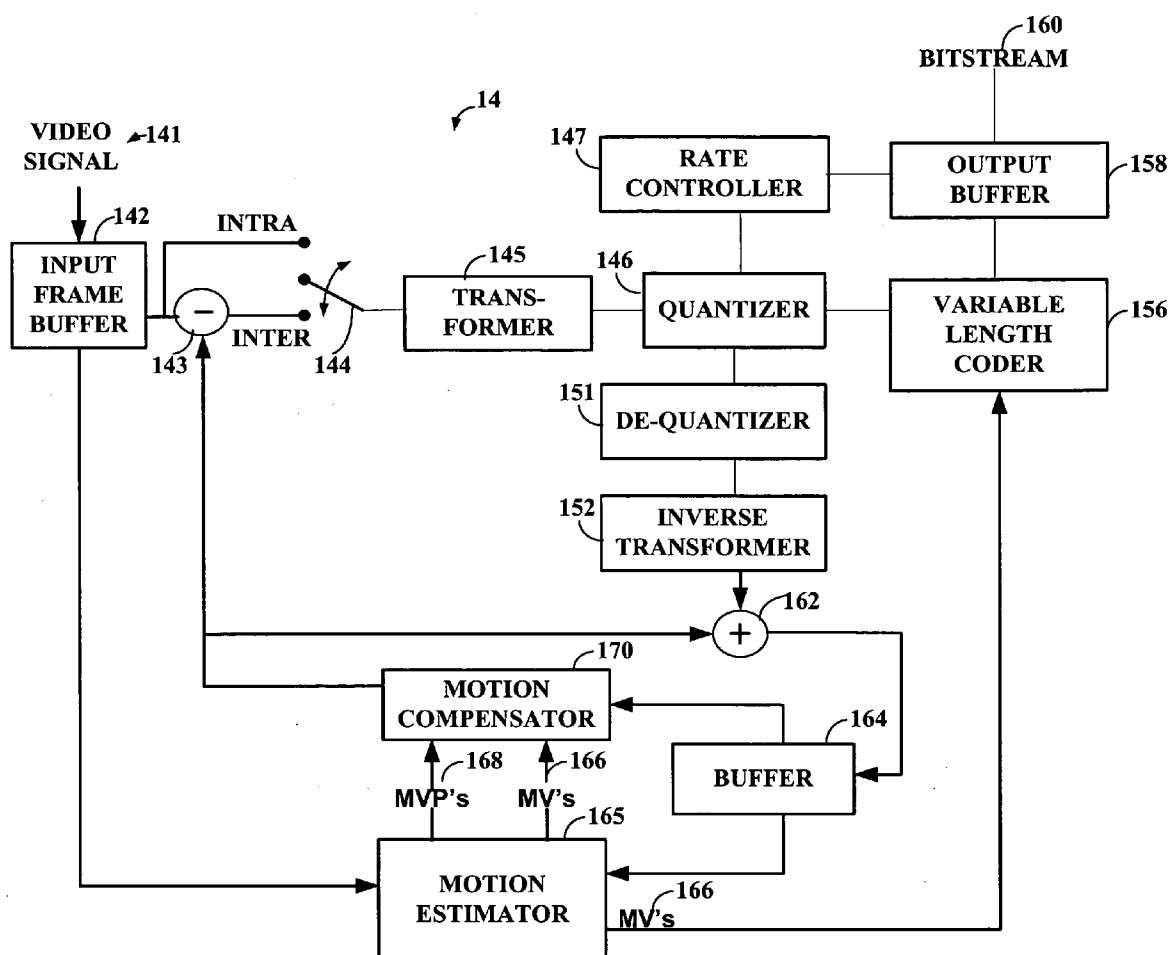 160
BITSTREAM
14
VIDEO
SIGNAL
141
147
RATE
CONTROLLER
OUTPUT
BUFFER
158
142
INTRA
INPUT
FRAME
BUFFER
-
143
INTER
144
145
TRANS-
FORMER
146
QUANTIZER
VARIABLE
LENGTH
CODER
156
151
DE-QUANTIZER
152
INVERSE
TRANSFORMER
162
+
170
MOTION
COMPENSATOR
164
BUFFER
168
166
MVP's
MV's
165
MOTION
ESTIMATOR
166
MV's